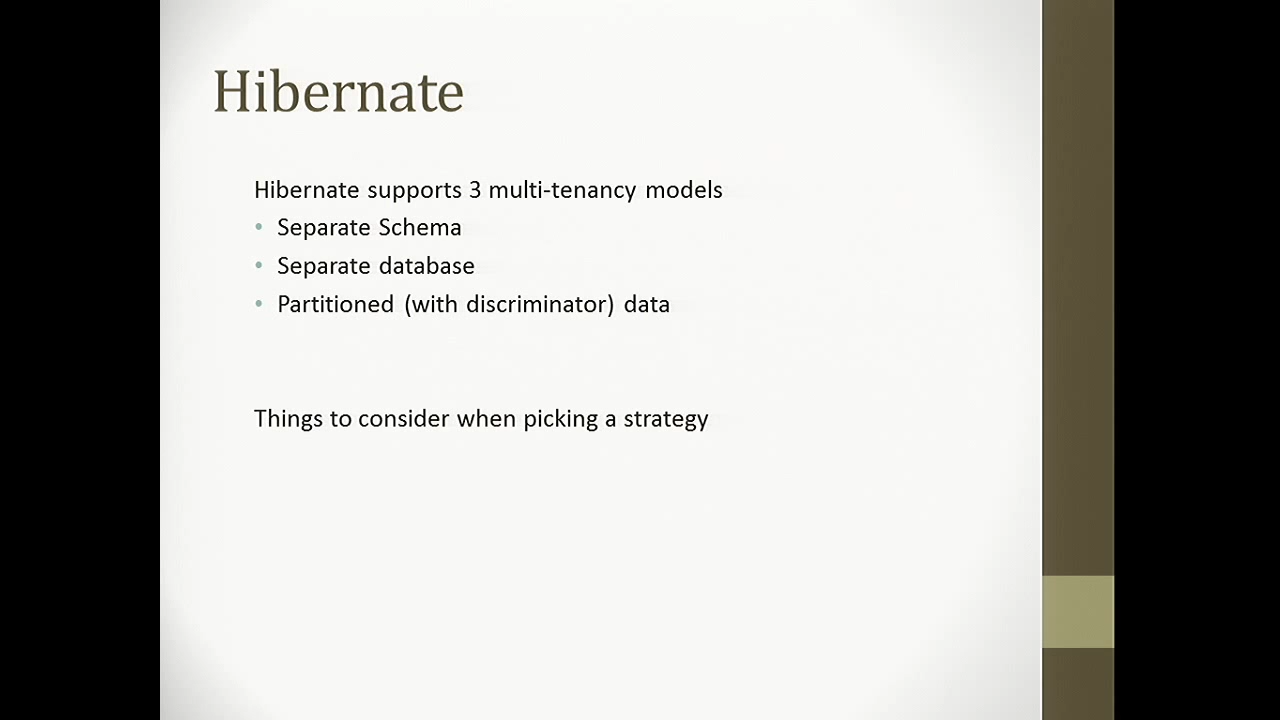 Hibernate
Hibernate supports 3 multi-tenancy models
• Separate Schema
• Separate database
• Partitioned (with discriminator) data
Things to consider when picking a strategy